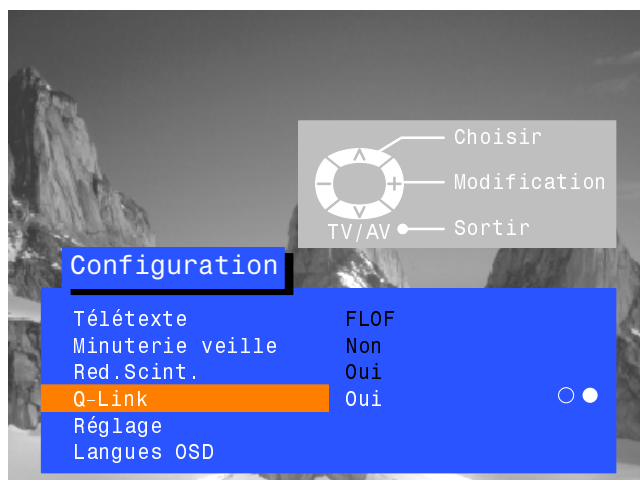 Choisir
Modification
TV/AV Sortir
Configuration
Télétexte FLOF
Minuterie veille Non
Red.Scint. Oui
Q-Link Oui
Réglage
Langues OSD